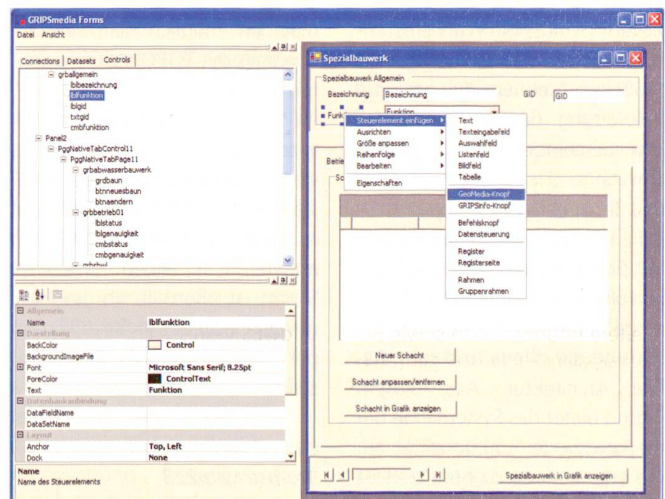 GRIPSmedia Forms
Datei Ansicht
Connections Datasets Controls
grballgemein
lblbezeichnung
lblfunktion
lblgid
txtgid
cmbfunktion
Panel2
PggNativeTabControl11
PggNativeTabPage11
grbabwasserbauwerk
grdbaun
btnneuesbaun
btnaendern
grbbetrieb01
lblstatus
lblgenauigkeit
cmbstatus
cmbgenauigkeit
Allgemein
Name lblfunktion
Darstellung
BackColor Control
BackgroundImageFile
Font Microsoft Sans Serif; 8.25pt
ForeColor ControlText
Text Funktion
Datenbankanbindung
DataFieldName
DataSetName
Layout
Anchor Top, Left
Dock None
Name
Name des Steuerelements
Spezialbauwerk
Spezialbauwerk Allgemein
Bezeichnung Bezeichnung GID GID
Funk Funktion
Steuerelement einfügen
Ausrichten
Größe anpassen
Reihenfolge
Bearbeiten
Eigenschaften
Text
Texteingabefeld
Auswahlfeld
Listenfeld
Bildfeld
Tabelle
GeoMedia-Knopf
GRIPSinfo-Knopf
Befehlsknopf
Datensteuerung
Register
Registerseite
Rahmen
Gruppenrahmen
Betrie
Sc
Neuer Schacht
Schacht anpassen/entfernen
Schacht in Grafik anzeigen
Spezialbauwerk in Grafik anzeigen